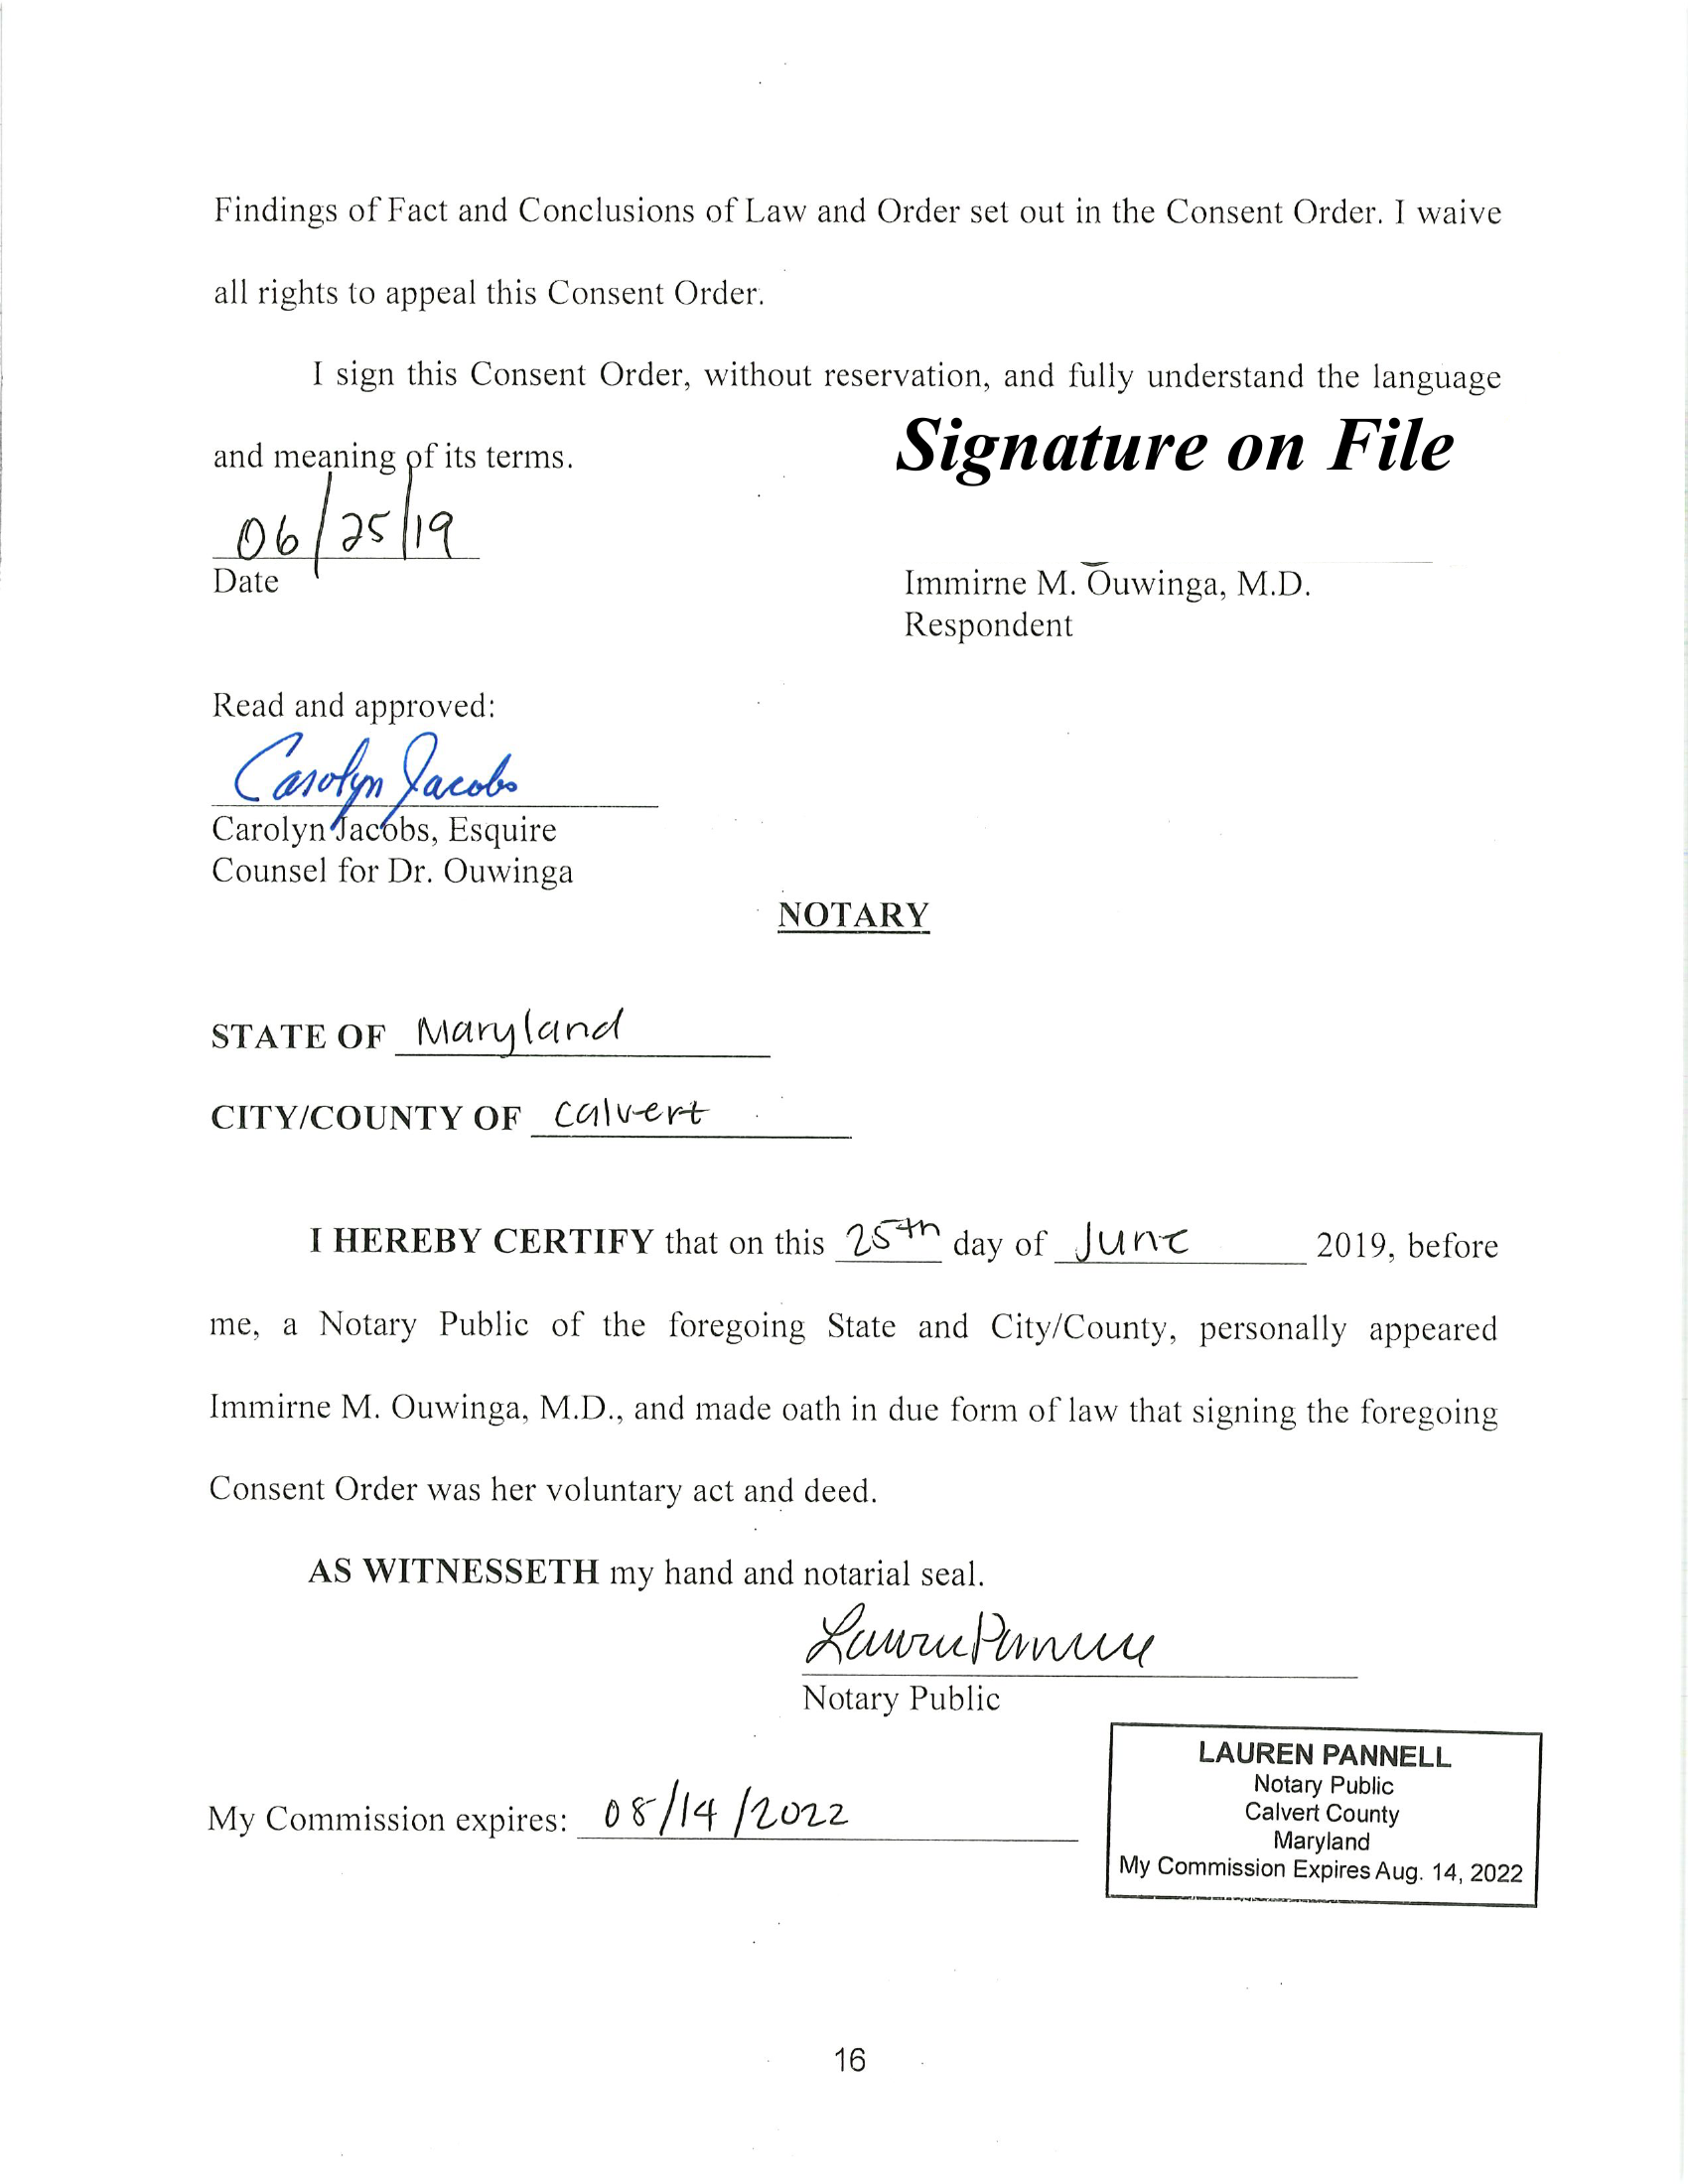 Findings of Fact and Conclusions of Law and Order set out in the Consent Order. I waive
all rights to appeal this Consent Order.
I sign this Consent Order, without reservation, and fully understand the language
and meaning of its terms.
Signature on File
06/25/19
Date
Immirne M. Ouwinga, M.D.
Respondent
Read and approved:
Carolyn Jacobs
Carolyn Jacobs, Esquire
Counsel for Dr. Ouwinga
NOTARY
STATE OF Maryland
CITY/COUNTY OF Calvert
I HEREBY CERTIFY that on this 25th day of June 2019, before
me, a Notary Public of the foregoing State and City/County, personally appeared
Immirne M. Ouwinga, M.D., and made oath in due form of law that signing the foregoing
Consent Order was her voluntary act and deed.
AS WITNESSETH my hand and notarial seal.
Lauren Pannell
Notary Public
LAUREN PANNELL
Notary Public
Calvert County
Maryland
My Commission Expires Aug. 14, 2022
My Commission expires: 08/14/2022
16